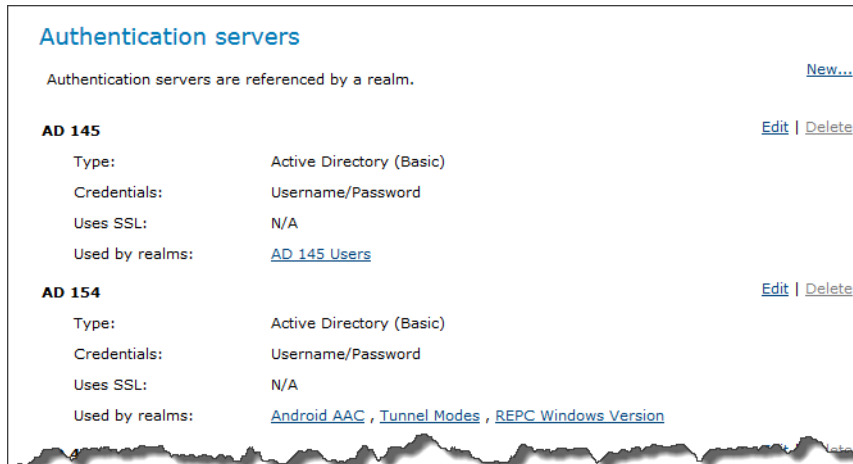 Authentication servers
Authentication servers are referenced by a realm.
New...
AD 145
Edit | Delete
Type: Active Directory (Basic)
Credentials: Username/Password
Uses SSL: N/A
Used by realms: AD 145 Users
AD 154
Edit | Delete
Type: Active Directory (Basic)
Credentials: Username/Password
Uses SSL: N/A
Used by realms: Android AAC , Tunnel Modes , REPC Windows Version